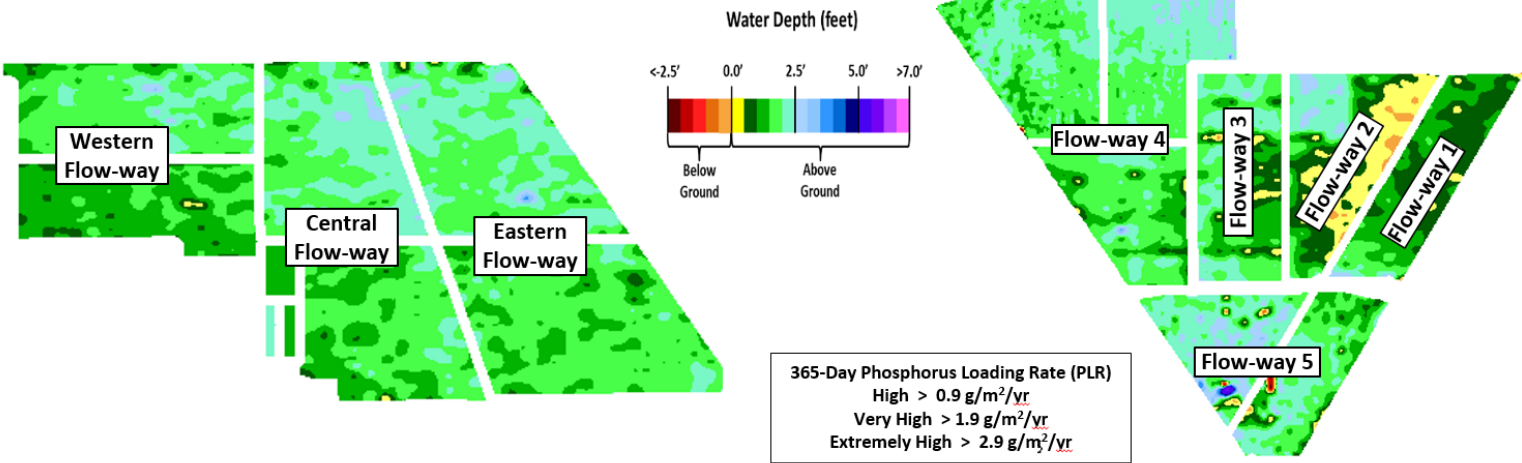 Water Depth (feet)
<-2.5' 0.0' 2.5' 5.0' >7.0'
Below
Ground
Above
Ground
Western
Flow-way
Central
Flow-way
Eastern
Flow-way
Flow-way 4
Flow-way 3
Flow-way 2
Flow-way 1
Flow-way 5
365-Day Phosphorus Loading Rate (PLR)
High > 0.9 g/m²/yr
Very High > 1.9 g/m²/yr
Extremely High > 2.9 g/m²/yr